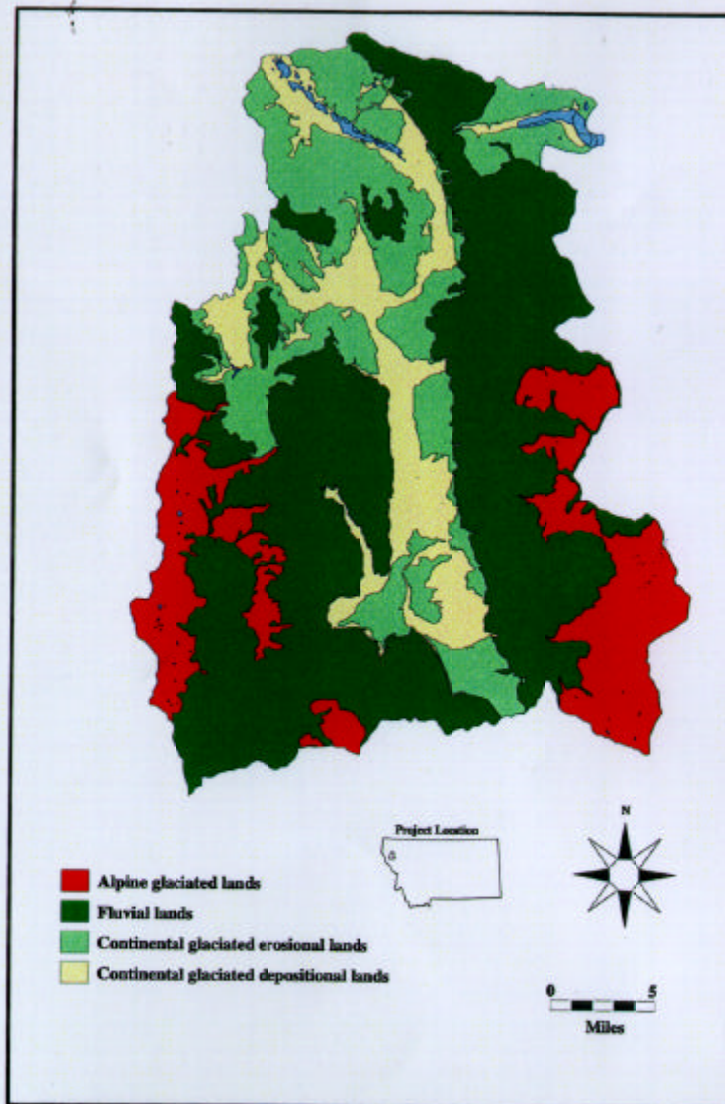 Project Location
N
Alpine glaciated lands
Fluvial lands
Continental glaciated erosional lands
Continental glaciated depositional lands
0 5
Miles